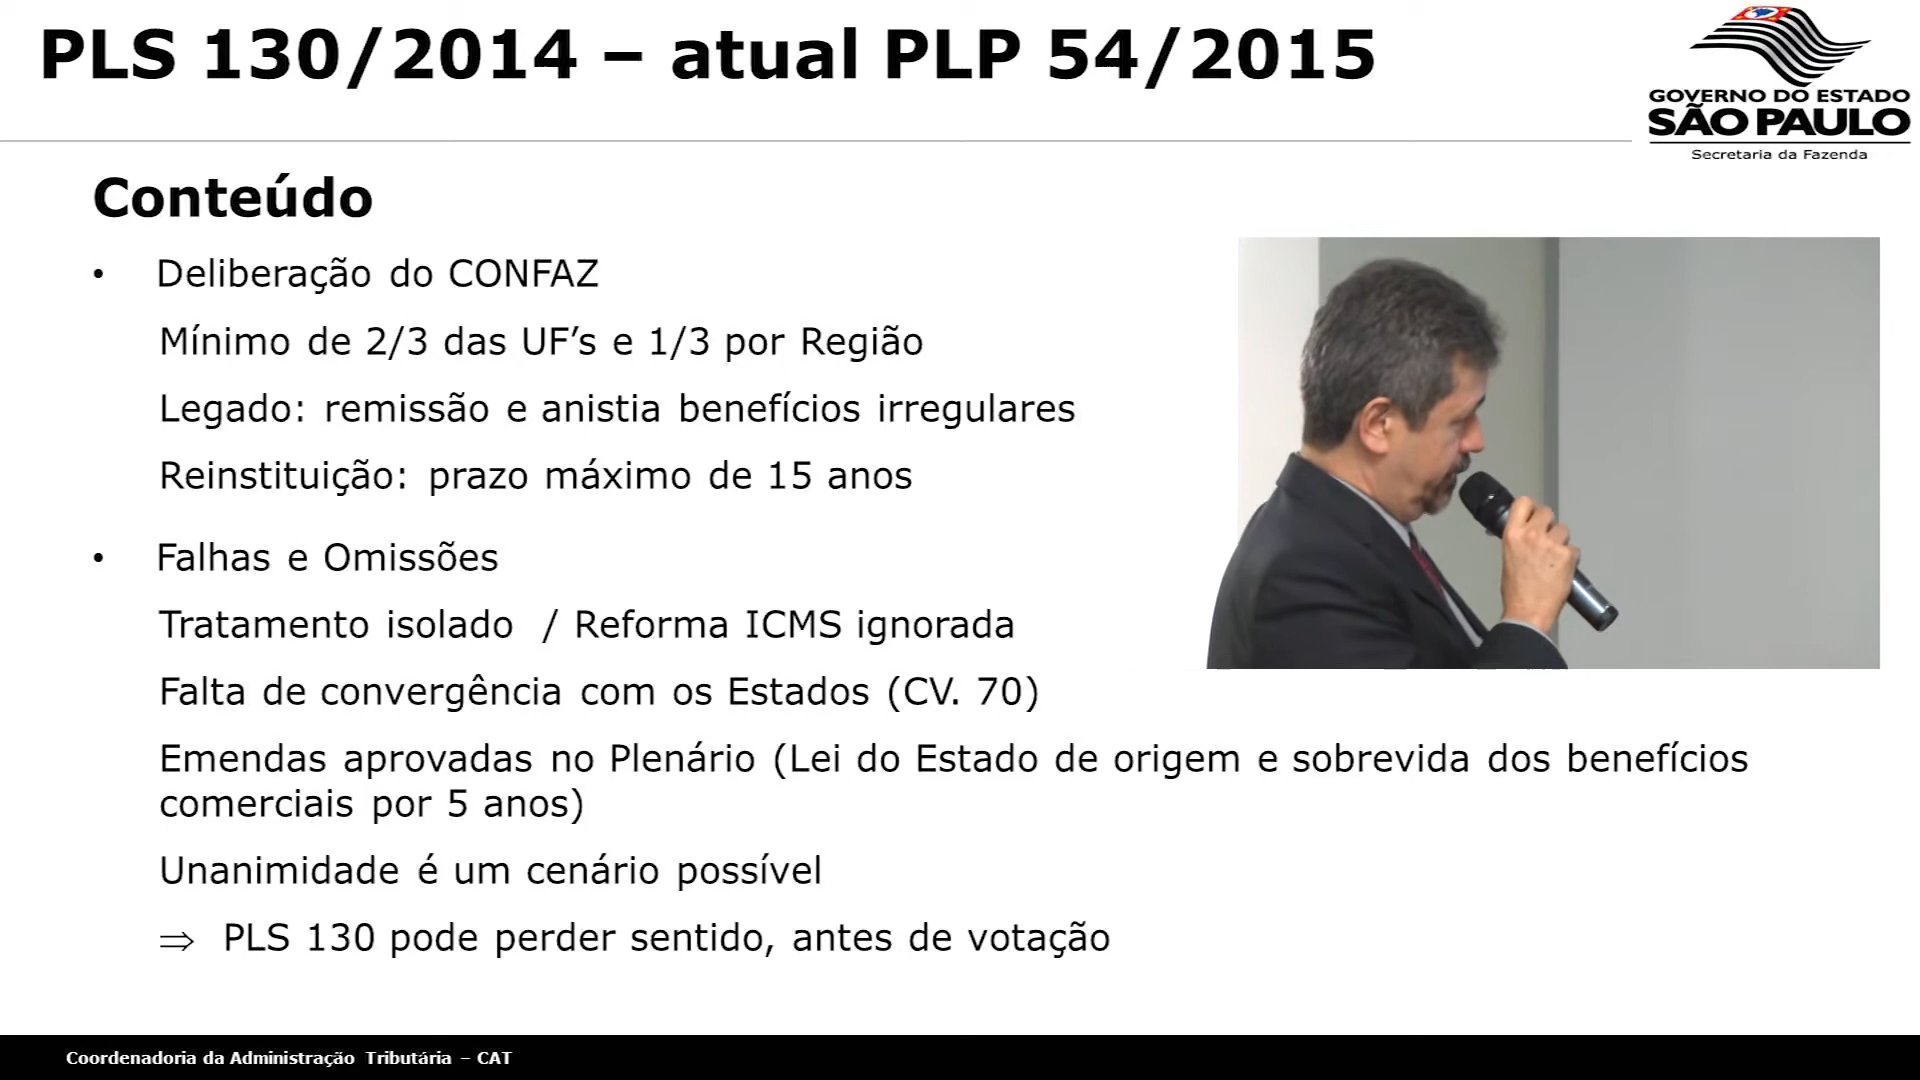 PLS 130/2014 – atual PLP 54/2015
GOVERNO DO ESTADO
SÃO PAULO
Secretaria da Fazenda
Conteúdo
• Deliberação do CONFAZ
Mínimo de 2/3 das UF’s e 1/3 por Região
Legado: remissão e anistia benefícios irregulares
Reinstituição: prazo máximo de 15 anos
• Falhas e Omissões
Tratamento isolado / Reforma ICMS ignorada
Falta de convergência com os Estados (CV. 70)
Emendas aprovadas no Plenário (Lei do Estado de origem e sobrevida dos benefícios
comerciais por 5 anos)
Unanimidade é um cenário possível
⇒ PLS 130 pode perder sentido, antes de votação
Coordenadoria da Administração Tributária – CAT